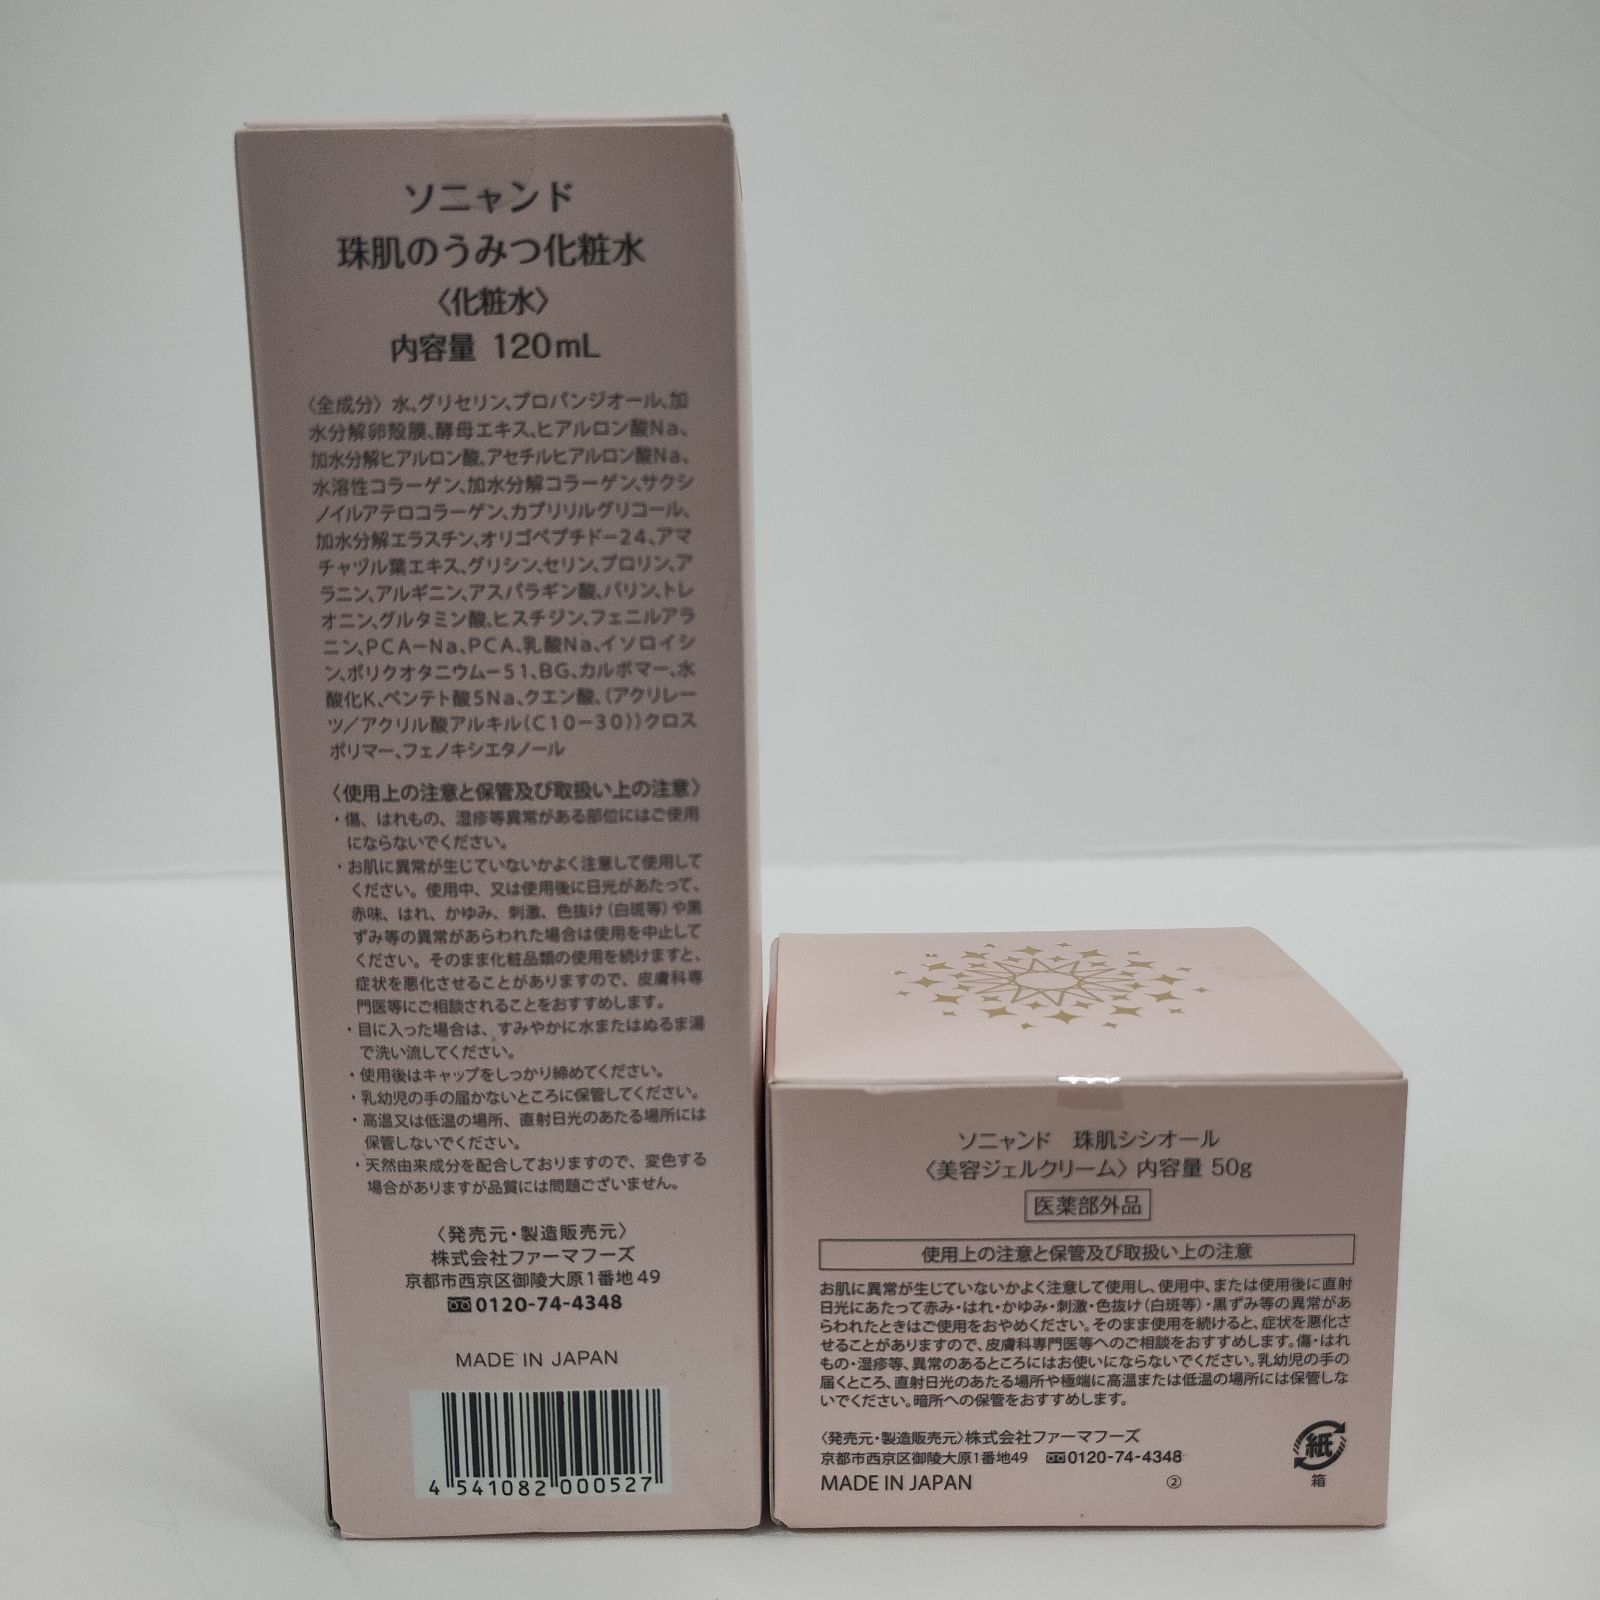 ソニャンド
珠肌のうみつ化粧水
〈化粧水〉
内容量 120mL
〈全成分〉水、グリセリン、プロパンジオール、加
水分解卵殻膜、酵母エキス、ヒアルロン酸Na、
加水分解ヒアルロン酸、アセチルヒアルロン酸Na、
水溶性コラーゲン、加水分解コラーゲン、サクシ
ノイルアテロコラーゲン、カプリリルグリコール、
加水分解エラスチン、オリゴペプチド－24、アマ
チャヅル葉エキス、グリシン、セリン、プロリン、ア
ラニン、アルギニン、アスパラギン酸、バリン、トレ
オニン、グルタミン酸、ヒスチジン、フェニルアラ
ニン、PCA－Na、PCA、乳酸Na、イソロイシ
ン、ポリクオタニウム－51、BG、カルボマー、水
酸化K、ペンテト酸5Na、クエン酸、（アクリレー
ツ／アクリル酸アルキル（C10－30））クロス
ポリマー、フェノキシエタノール
〈使用上の注意と保管及び取扱い上の注意〉
・傷、はれもの、湿疹等異常がある部位にはご使用
にならないでください。
・お肌に異常が生じていないかよく注意して使用して
ください。使用中、又は使用後に日光があたって、
赤味、はれ、かゆみ、刺激、色抜け（白斑等）や黒
ずみ等の異常があらわれた場合は使用を中止して
ください。そのまま化粧品類の使用を続けますと、
症状を悪化させることがありますので、皮膚科専
門医等にご相談されることをおすすめします。
・目に入った場合は、すみやかに水またはぬるま湯
で洗い流してください。
・使用後はキャップをしっかり締めてください。
・乳幼児の手の届かないところに保管してください。
・高温又は低温の場所、直射日光のあたる場所には
保管しないでください。
・天然由来成分を配合しておりますので、変色する
場合がありますが品質には問題ございません。
〈発売元・製造販売元〉
株式会社ファーマフーズ
京都市西京区御陵大原1番地49
0120-74-4348
MADE IN JAPAN
4 541082 000527
ソニャンド　珠肌シシオール
〈美容ジェルクリーム〉内容量 50g
医薬部外品
使用上の注意と保管及び取扱い上の注意
お肌に異常が生じていないかよく注意して使用し、使用中、または使用後に直射
日光にあたって赤み・はれ・かゆみ・刺激・色抜け（白斑等）・黒ずみ等の異常があ
らわれたときはご使用をおやめください。そのまま使用を続けると、症状を悪化さ
せることがありますので、皮膚科専門医等へのご相談をおすすめします。傷・はれ
もの・湿疹等、異常のあるところにはお使いにならないでください。乳幼児の手の
届くところ、直射日光のあたる場所や極端に高温または低温の場所には保管しな
いでください。暗所への保管をおすすめします。
〈発売元・製造販売元〉株式会社ファーマフーズ
京都市西京区御陵大原1番地49 0120-74-4348
MADE IN JAPAN ②
紙
箱